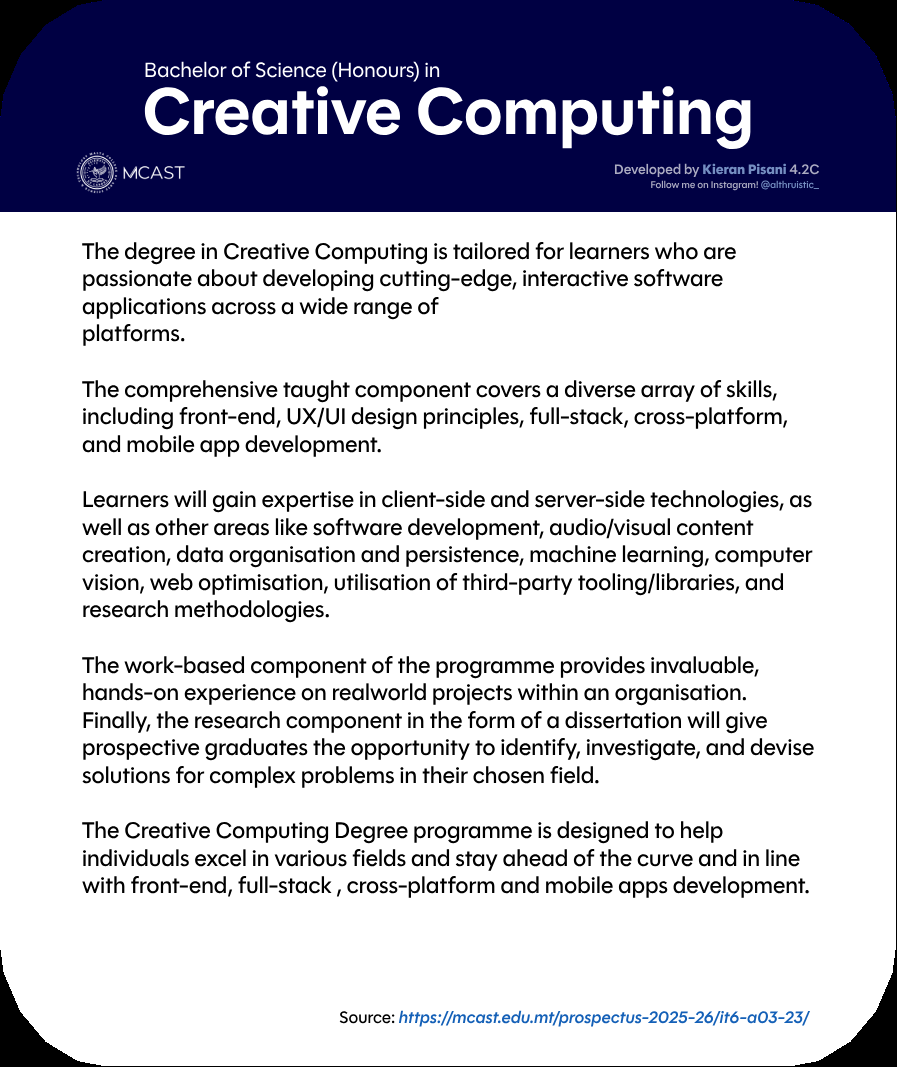 Bachelor of Science (Honours) in
Creative Computing
MCAST
Developed by Kieran Pisani 4.2C
Follow me on Instagram! @althruistic_
The degree in Creative Computing is tailored for learners who are
passionate about developing cutting-edge, interactive software
applications across a wide range of
platforms.
The comprehensive taught component covers a diverse array of skills,
including front-end, UX/UI design principles, full-stack, cross-platform,
and mobile app development.
Learners will gain expertise in client-side and server-side technologies, as
well as other areas like software development, audio/visual content
creation, data organisation and persistence, machine learning, computer
vision, web optimisation, utilisation of third-party tooling/libraries, and
research methodologies.
The work-based component of the programme provides invaluable,
hands-on experience on realworld projects within an organisation.
Finally, the research component in the form of a dissertation will give
prospective graduates the opportunity to identify, investigate, and devise
solutions for complex problems in their chosen field.
The Creative Computing Degree programme is designed to help
individuals excel in various fields and stay ahead of the curve and in line
with front-end, full-stack , cross-platform and mobile apps development.
Source: https://mcast.edu.mt/prospectus-2025-26/it6-a03-23/